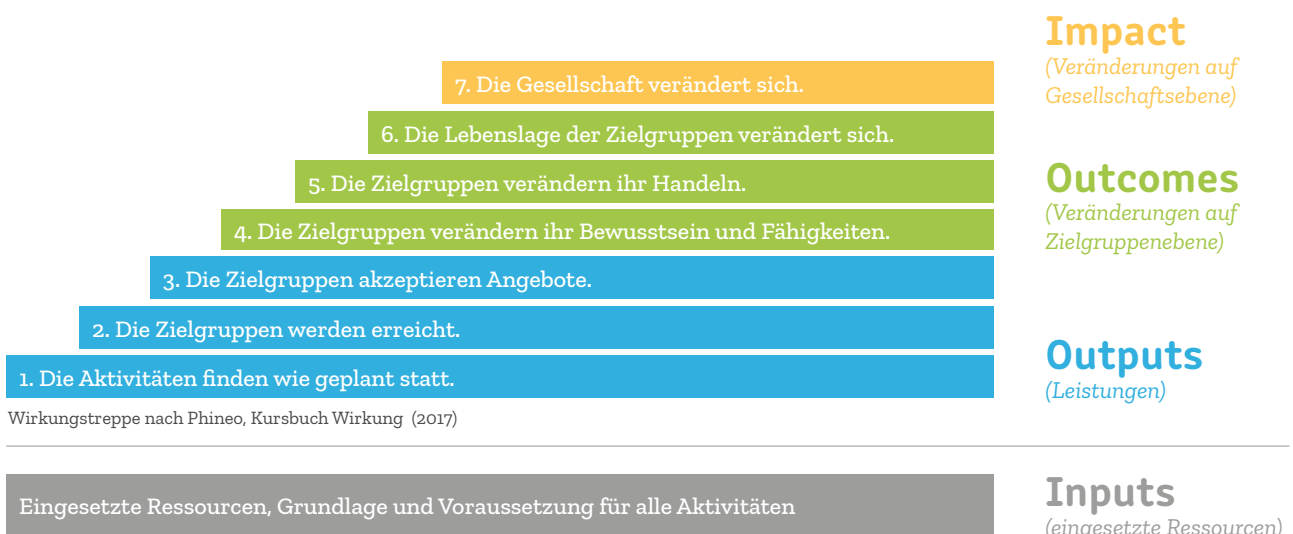 Impact
(Veränderungen auf
Gesellschaftsebene)
7. Die Gesellschaft verändert sich.
6. Die Lebenslage der Zielgruppen verändert sich.
Outcomes
(Veränderungen auf
Zielgruppenebene)
5. Die Zielgruppen verändern ihr Handeln.
4. Die Zielgruppen verändern ihr Bewusstsein und Fähigkeiten.
3. Die Zielgruppen akzeptieren Angebote.
2. Die Zielgruppen werden erreicht.
Outputs
(Leistungen)
1. Die Aktivitäten finden wie geplant statt.
Wirkungstreppe nach Phineo, Kursbuch Wirkung (2017)
Eingesetzte Ressourcen, Grundlage und Voraussetzung für alle Aktivitäten
Inputs
(eingesetzte Ressourcen)